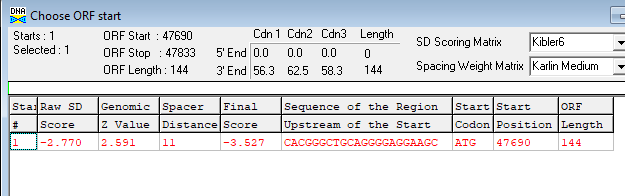 DNA Choose ORF start
Starts : 1
Selected : 1
ORF Start : 47690
ORF Stop : 47833
ORF Length : 144
Cdn 1 Cdn2 Cdn3 Length
5' End 0.0 0.0 0.0 0
3' End 56.3 62.5 58.3 144
SD Scoring Matrix Kibler6
Spacing Weight Matrix Karlin Medium
Star Raw SD Genomic Spacer Final Sequence of the Region Start Start ORF
# Score Z Value Distance Score Upstream of the Start Codon Position Length
1 -2.770 2.591 11 -3.527 CACGGGCTGCAGGGGAGGAAGC ATG 47690 144